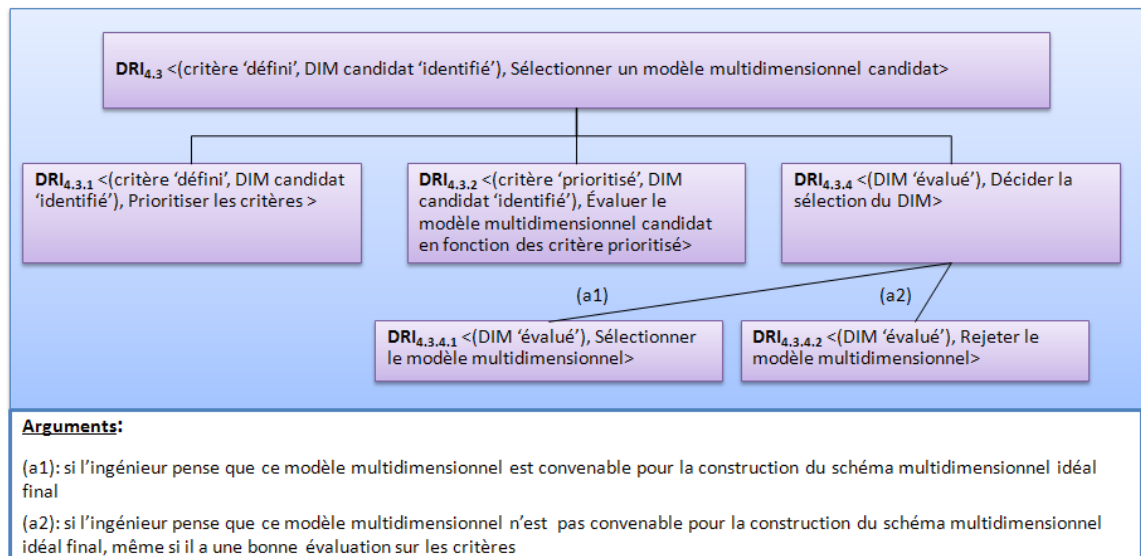 DRI4.3 <(critère ‘défini’, DIM candidat ‘identifié’), Sélectionner un modèle multidimensionnel candidat>
DRI4.3.1 <(critère ‘défini’, DIM candidat
‘identifié’), Prioritiser les critères >
DRI4.3.2 <(critère ‘prioritisé’, DIM
candidat ‘identifié’), Évaluer le
modèle multidimensionnel candidat
en fonction des critère prioritisé>
DRI4.3.4 <(DIM ‘évalué’), Décider la
sélection du DIM>
(a1)
(a2)
DRI4.3.4.1 <(DIM ‘évalué’), Sélectionner
le modèle multidimensionnel>
DRI4.3.4.2 <(DIM ‘évalué’), Rejeter le
modèle multidimensionnel>
Arguments:
(a1): si l’ingénieur pense que ce modèle multidimensionnel est convenable pour la construction du schéma multidimensionnel idéal
final
(a2): si l’ingénieur pense que ce modèle multidimensionnel n’est pas convenable pour la construction du schéma multidimensionnel
idéal final, même si il a une bonne évaluation sur les critères